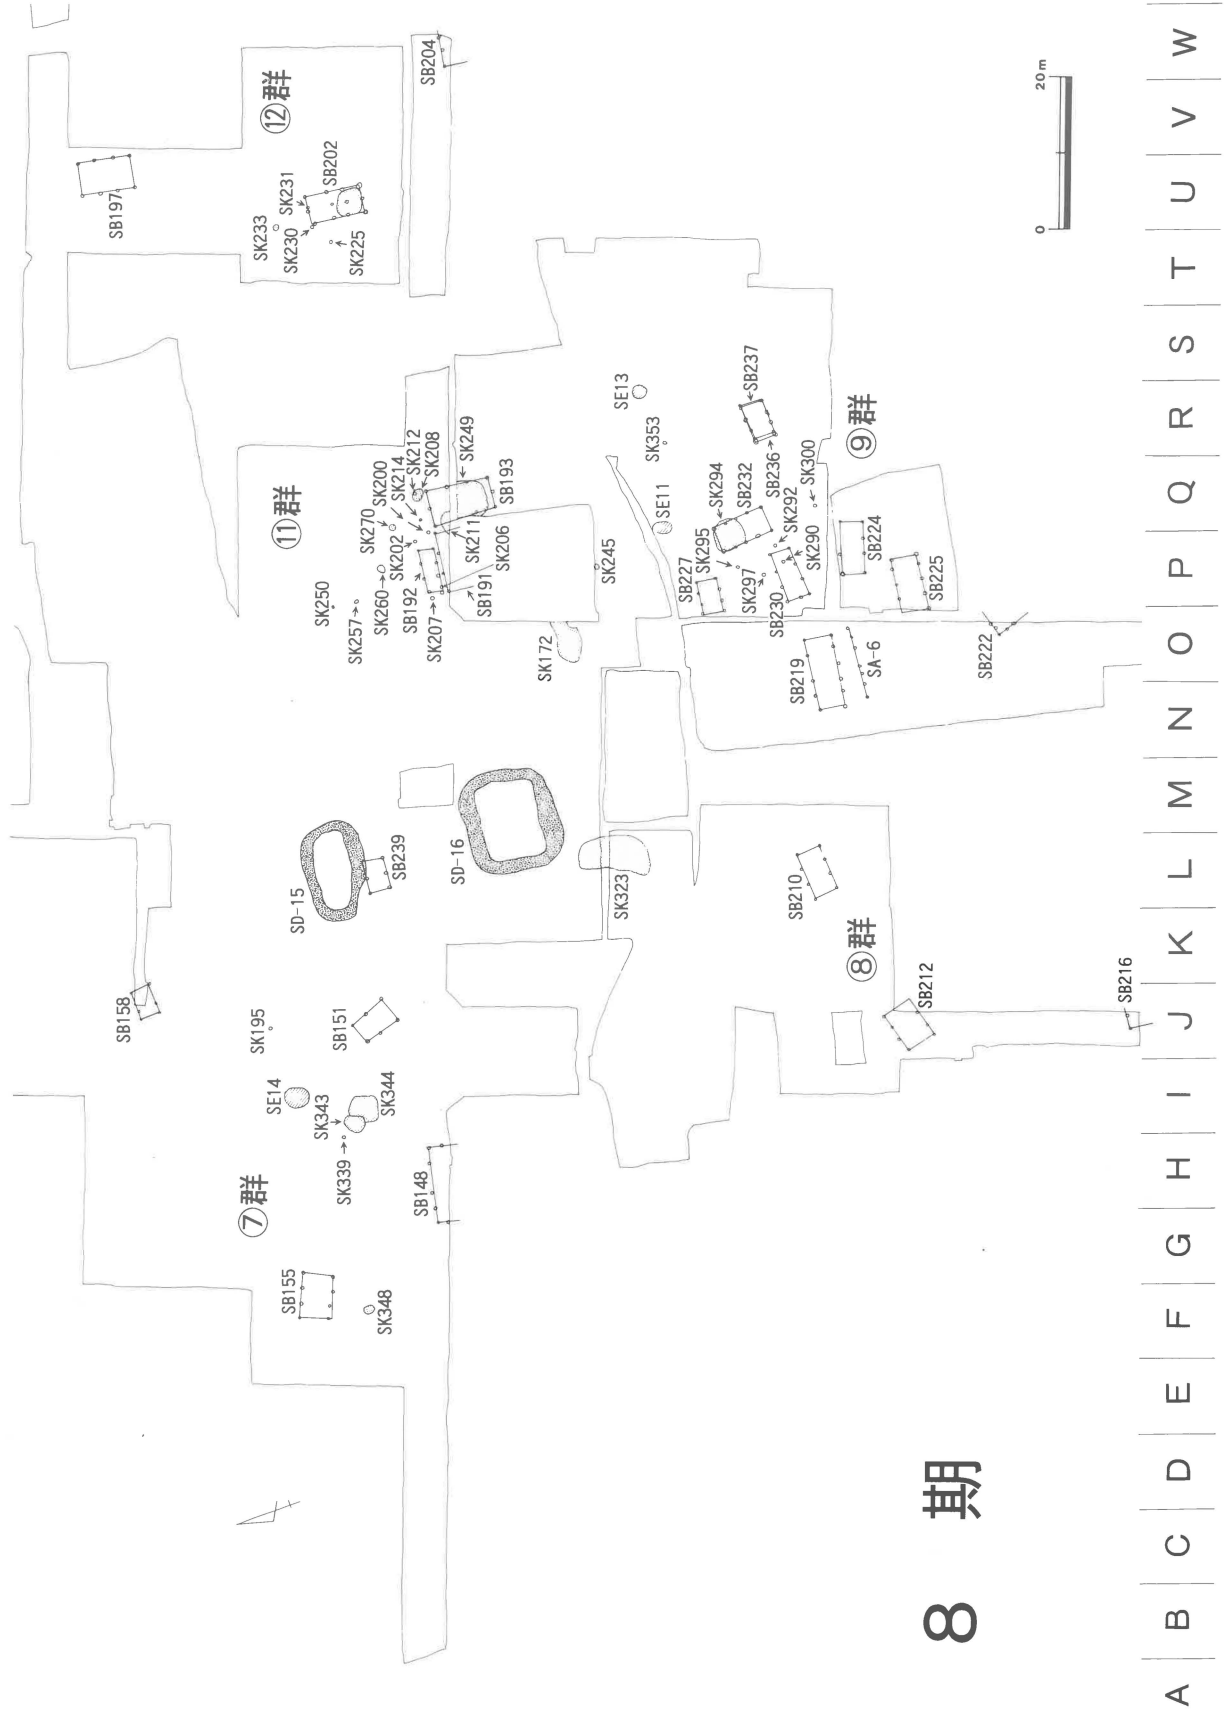 8 期
⑦群
SB155
SK348
SB148
SK339
SK343
SK344
SE14
SK195
SB151
SB158
SD-15
SB239
SD-16
SK323
⑧群
SB210
SB212
SB216
⑪群
SK250
SK257
SK260
SK270
SK202
SK200
SK214
SK212
SK208
SK249
SB193
SK211
SK206
SB192
SK207
SB191
SK245
SK172
⑫群
SB197
SK233
SK230
SK231
SB202
SK225
SB204
⑨群
SE13
SK353
SE11
SB237
SB236
SK294
SB232
SK295
SK292
SK300
SK290
SK297
SB230
SB227
SB224
SB225
SB219
SA-6
SB222
0 20m
A B C D E F G H I J K L M N O P Q R S T U V W